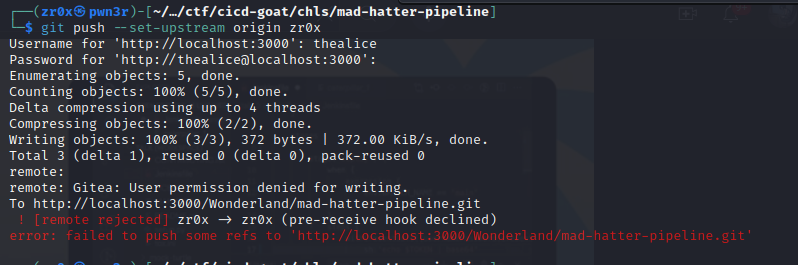 (zr0x㉿pwn3r)-[~/…/ctf/cicd-goat/chls/mad-hatter-pipeline]
$ git push --set-upstream origin zr0x
Username for 'http://localhost:3000': thealice
Password for 'http://thealice@localhost:3000':
Enumerating objects: 5, done.
Counting objects: 100% (5/5), done.
Delta compression using up to 4 threads
Compressing objects: 100% (2/2), done.
Writing objects: 100% (3/3), 372 bytes | 372.00 KiB/s, done.
Total 3 (delta 1), reused 0 (delta 0), pack-reused 0
remote:
remote: Gitea: User permission denied for writing.
To http://localhost:3000/Wonderland/mad-hatter-pipeline.git
 ! [remote rejected] zr0x -> zr0x (pre-receive hook declined)
error: failed to push some refs to 'http://localhost:3000/Wonderland/mad-hatter-pipeline.git'